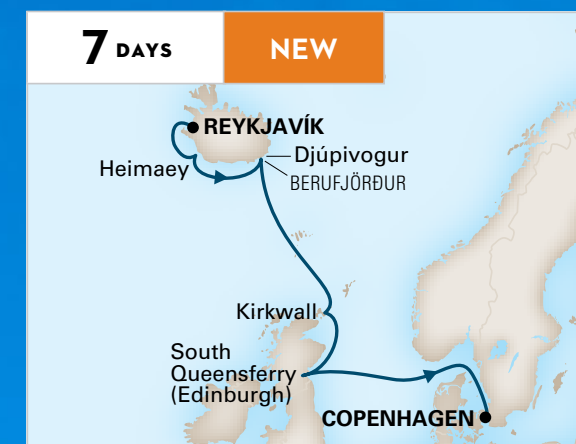 7 DAYS
NEW
REYKJAVÍK
Heimaey
Djúpivogur
BERUFJÖRÐUR
Kirkwall
South
Queensferry
(Edinburgh)
COPENHAGEN